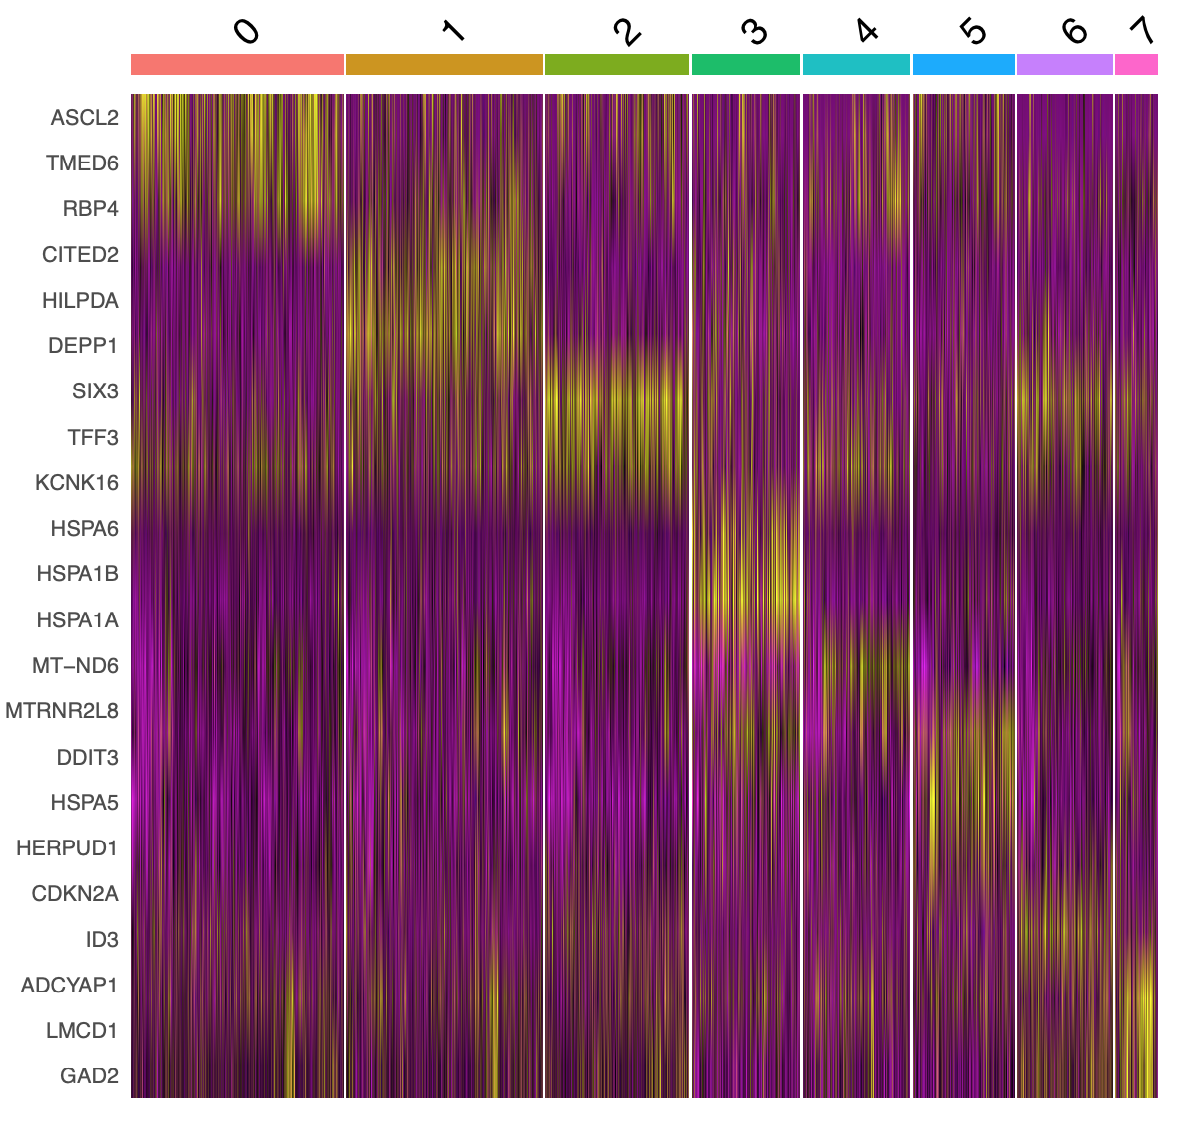 0 1 2 3 4 5 6 7
ASCL2
TMED6
RBP4
CITED2
HILPDA
DEPP1
SIX3
TFF3
KCNK16
HSPA6
HSPA1B
HSPA1A
MT−ND6
MTRNR2L8
DDIT3
HSPA5
HERPUD1
CDKN2A
ID3
ADCYAP1
LMCD1
GAD2